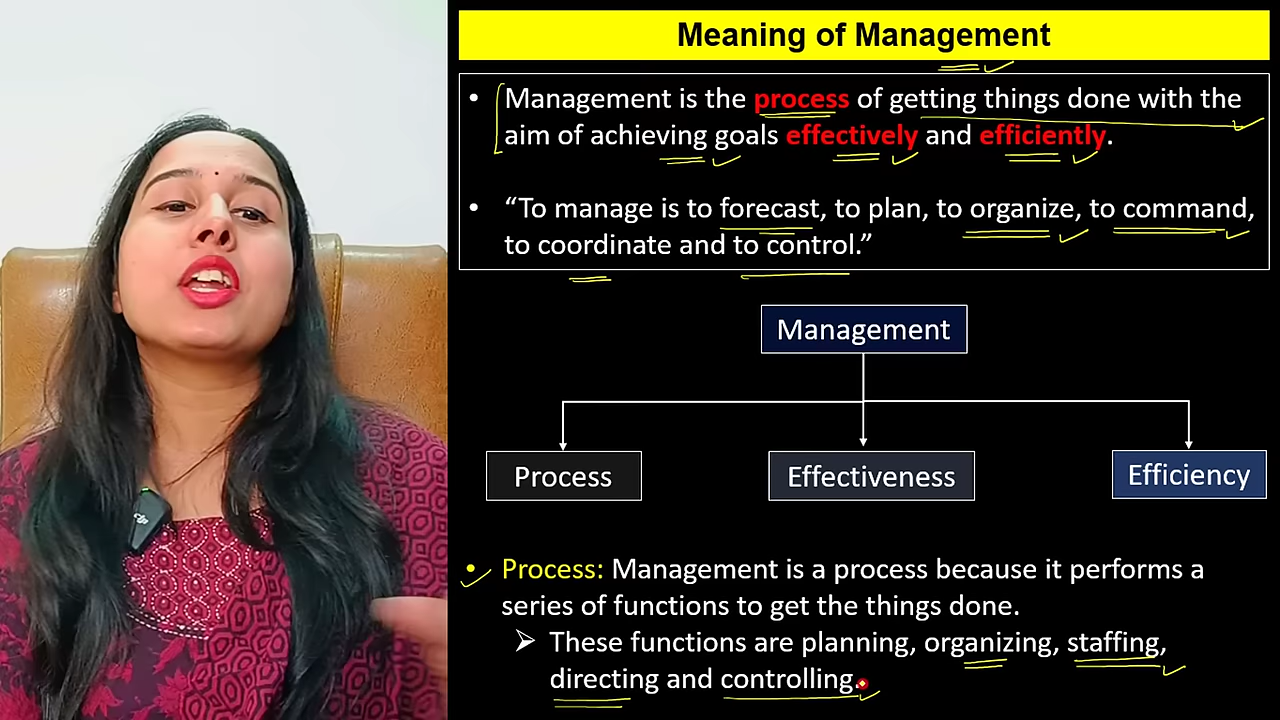 Meaning of Management
• Management is the process of getting things done with the
aim of achieving goals effectively and efficiently.
• “To manage is to forecast, to plan, to organize, to command,
to coordinate and to control.”
Management
Process
Effectiveness
Efficiency
• Process: Management is a process because it performs a
series of functions to get the things done.
➢ These functions are planning, organizing, staffing,
directing and controlling.